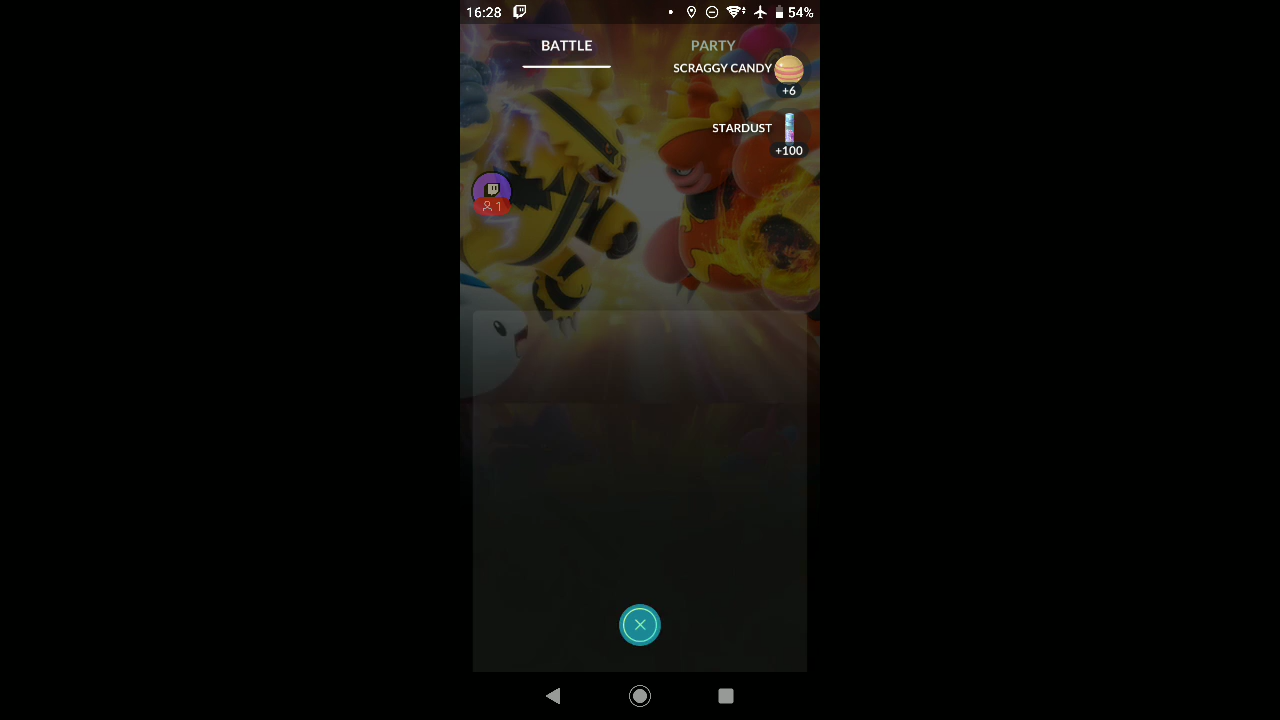 16:28 54%
BATTLE PARTY
SCRAGGY CANDY
+6
STARDUST
+100
1